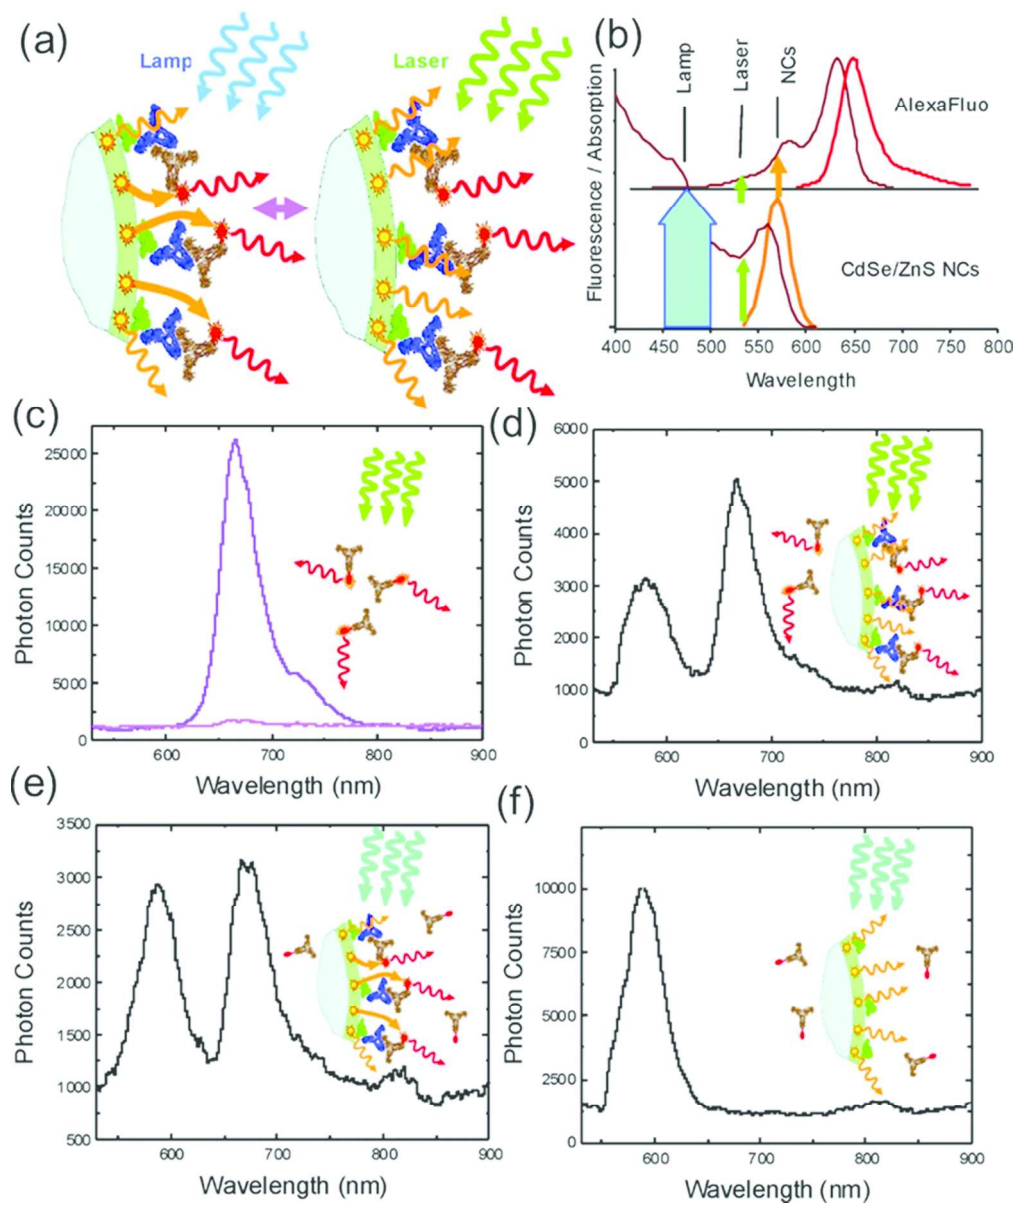 (a)
Lamp
Laser
(b)
Lamp
Laser
NCs
AlexaFluo
CdSe/ZnS NCs
Fluorescence / Absorption
400 450 500 550 600 650 700 750 800
Wavelength
(c)
25000
20000
15000
10000
5000
0
600 700 800 900
Photon Counts
Wavelength (nm)
(d)
6000
5000
4000
3000
2000
1000
0
600 700 800 900
Photon Counts
Wavelength (nm)
(e)
3500
3000
2500
2000
1500
1000
500
600 700 800 900
Photon Counts
Wavelength (nm)
(f)
10000
7500
5000
2500
0
600 700 800 900
Photon Counts
Wavelength (nm)